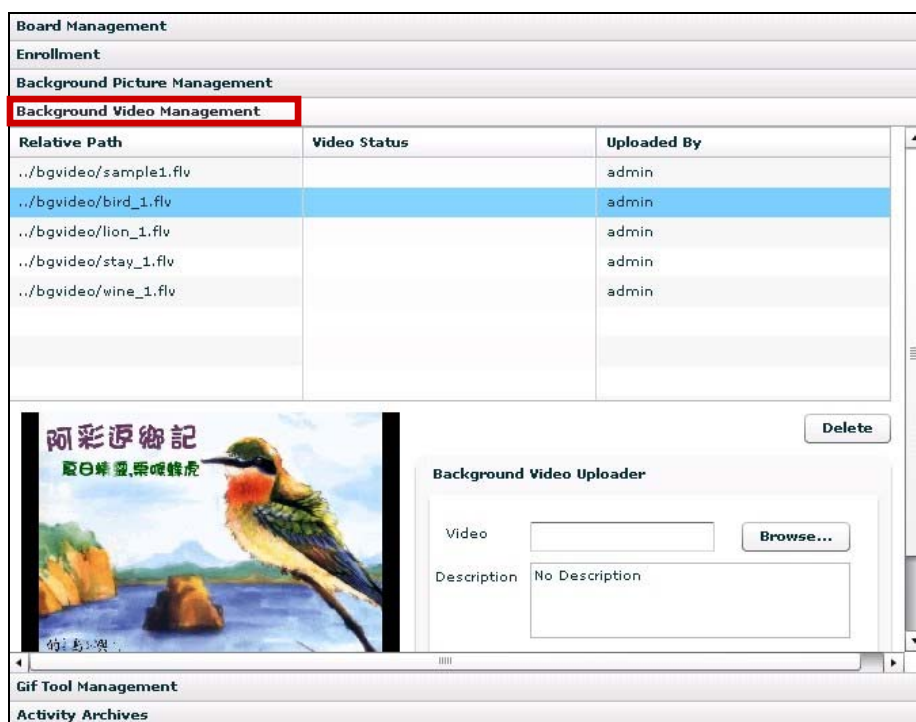 Board Management
Enrollment
Background Picture Management
Background Video Management
Relative Path Video Status Uploaded By
../bgvideo/sample1.flv admin
../bgvideo/bird_1.flv admin
../bgvideo/lion_1.flv admin
../bgvideo/stay_1.flv admin
../bgvideo/wine_1.flv admin
阿彩返鄉記
夏日精靈,栗喉蜂虎
Delete
Background Video Uploader
Video Browse...
Description No Description
Gif Tool Management
Activity Archives